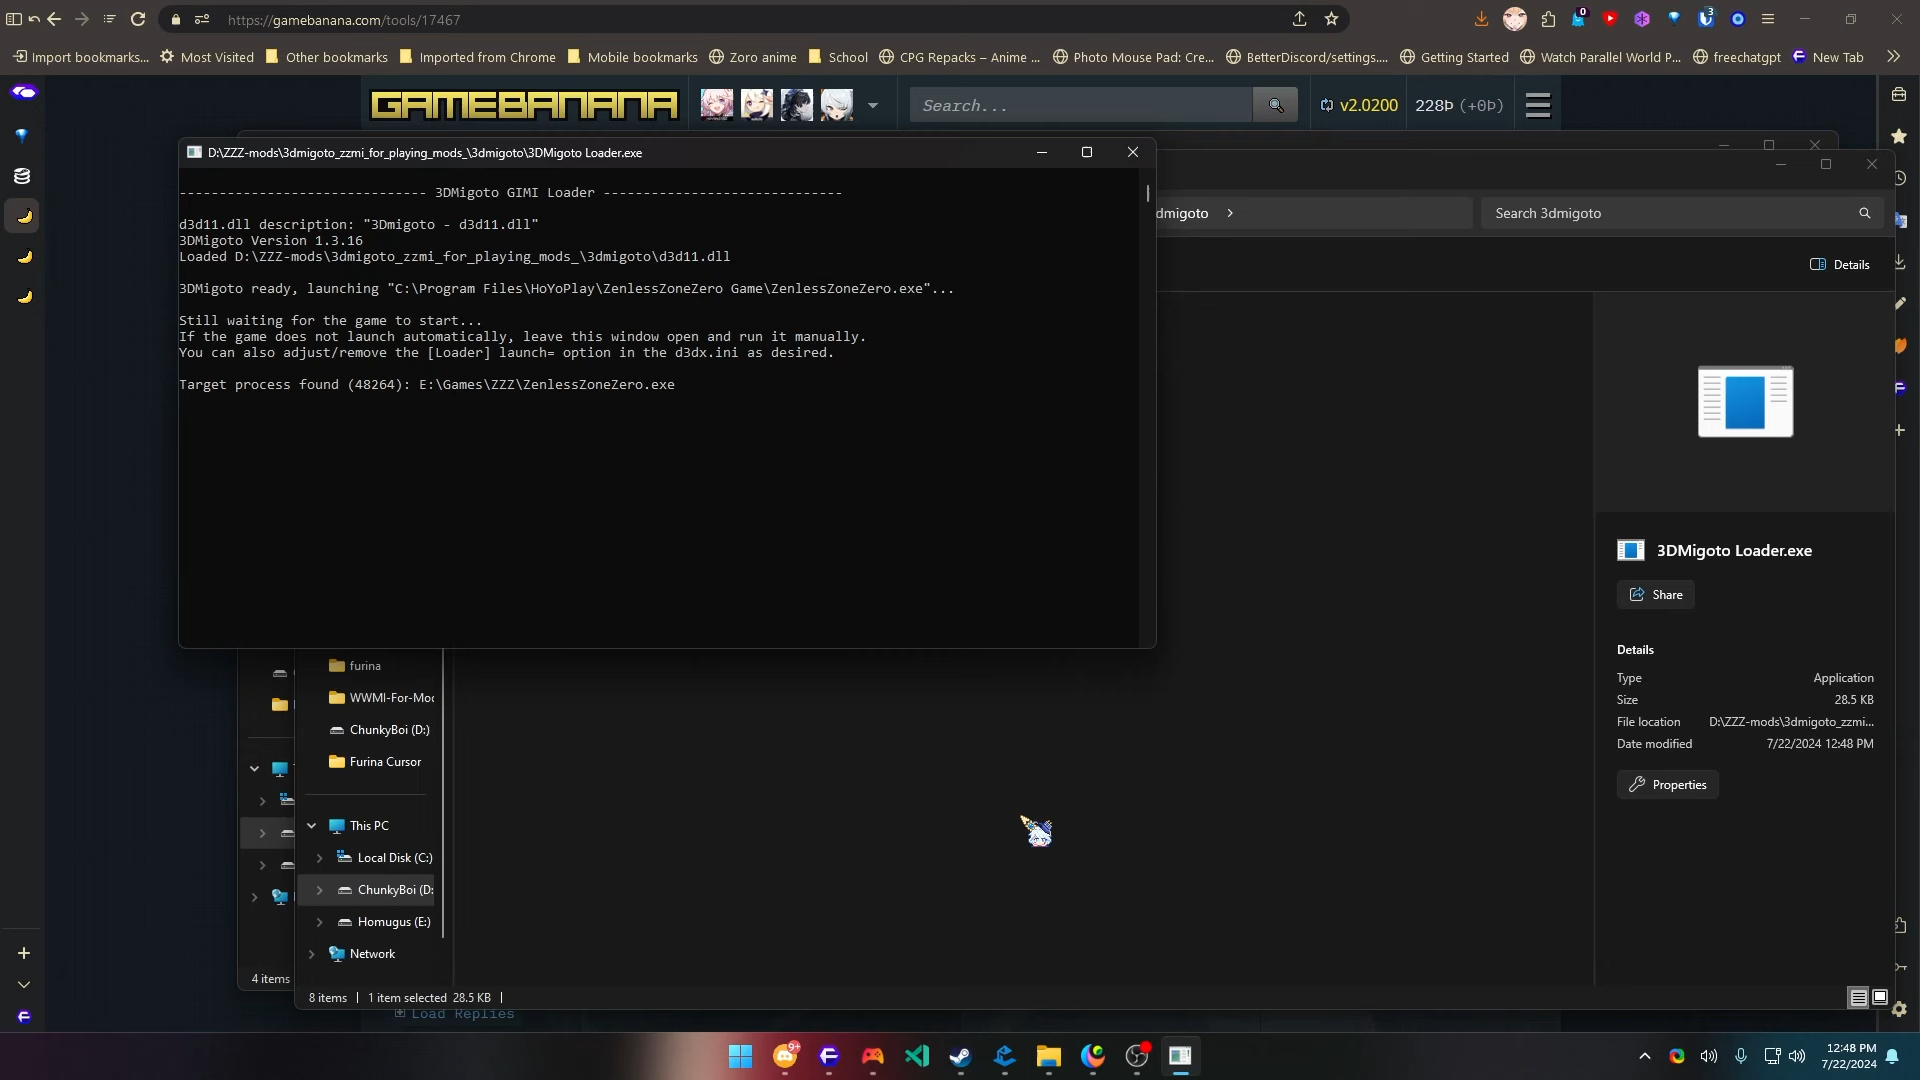 https://gamebanana.com/tools/17467
0
3
Import bookmarks...
Most Visited
Other bookmarks
Imported from Chrome
Mobile bookmarks
Zoro anime
School
CPG Repacks – Anime ...
Photo Mouse Pad: Cre...
BetterDiscord/settings....
Getting Started
Watch Parallel World P...
freechatgpt
New Tab
GAMEBANANA
Search...
v2.0200
228Þ (+0Þ)
D:\ZZZ-mods\3dmigoto_zzmi_for_playing_mods_\3dmigoto\3DMigoto Loader.exe
------------------------------- 3DMigoto GIMI Loader ------------------------------
d3d11.dll description: "3Dmigoto - d3d11.dll"
3DMigoto Version 1.3.16
Loaded D:\ZZZ-mods\3dmigoto_zzmi_for_playing_mods_\3dmigoto\d3d11.dll
3DMigoto ready, launching "C:\Program Files\HoYoPlay\ZenlessZoneZero Game\ZenlessZoneZero.exe"...
Still waiting for the game to start...
If the game does not launch automatically, leave this window open and run it manually.
You can also adjust/remove the [Loader] launch= option in the d3dx.ini as desired.
Target process found (48264): E:\Games\ZZZ\ZenlessZoneZero.exe
dmigoto
Search 3dmigoto
Details
3DMigoto Loader.exe
Share
Details
Type Application
Size 28.5 KB
File location D:\ZZZ-mods\3dmigoto_zzmi...
Date modified 7/22/2024 12:48 PM
Properties
furina
WWMI-For-Mod
ChunkyBoi (D:)
Furina Cursor
This PC
Local Disk (C:)
ChunkyBoi (D:
Homugus (E:)
Network
4 items
8 items
1 item selected 28.5 KB
Load Replies
9+
12:48 PM
7/22/2024